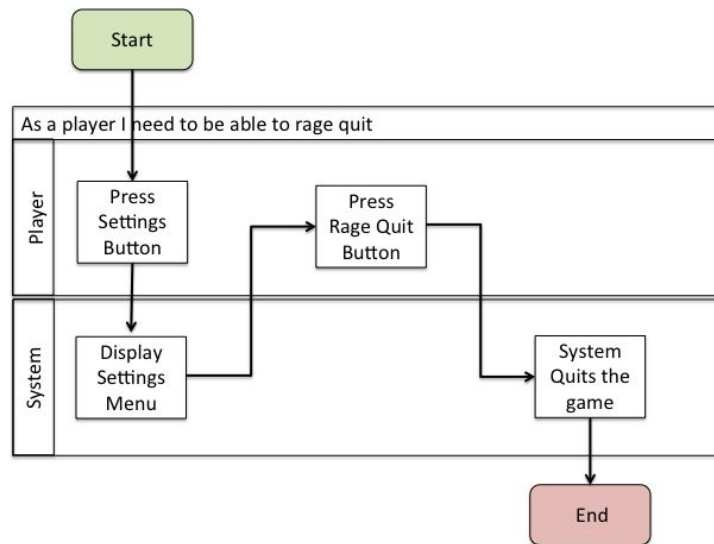 Start
As a player I need to be able to rage quit
Player
Press
Settings
Button
Press
Rage Quit
Button
System
Display
Settings
Menu
System
Quits the
game
End